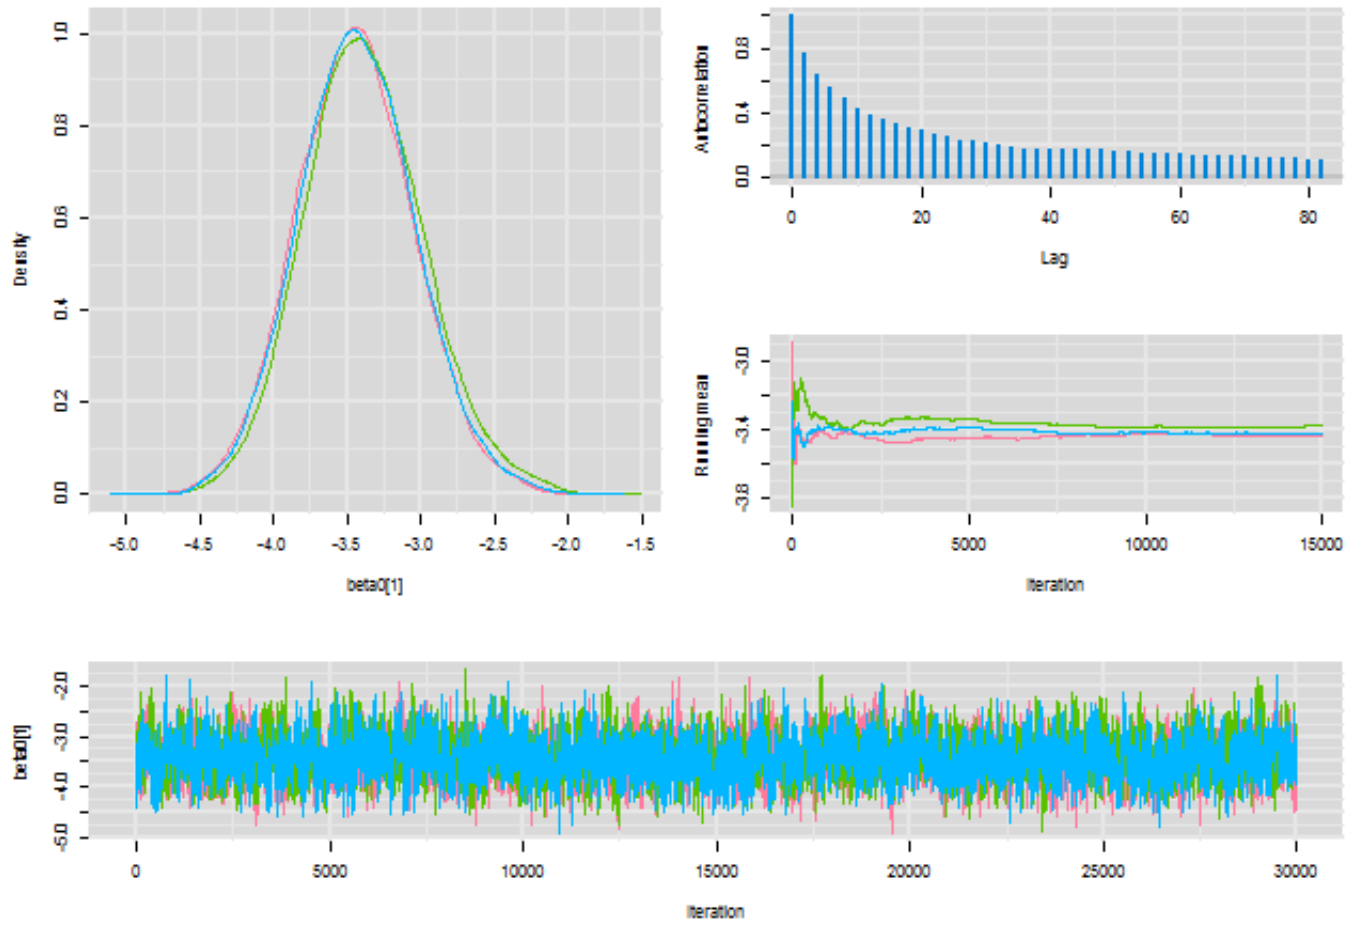 Density
0.0
0.2
0.4
0.6
0.8
1.0
-5.0 -4.5 -4.0 -3.5 -3.0 -2.5 -2.0 -1.5
beta0[1]
Autocorrelation
0.0 0.4 0.8
0 20 40 60 80
Lag
Running mean
-3.8 -3.4 -3.0
0 5000 10000 15000
Iteration
beta0[1]
-5.0 -4.0 -3.0 -2.0
0 5000 10000 15000 20000 25000 30000
Iteration